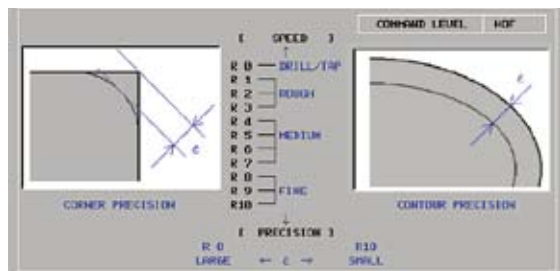 COMMAND LEVEL HOF
[ SPEED ]
↑
R 0 DRILL/TAP
R 1
R 2 ROUGH
R 3
R 4
R 5 MEDIUM
R 6
R 7
R 8
R 9 FINE
R10
↓
[ PRECISION ]
ε
CORNER PRECISION
ε
CONTOUR PRECISION
R 0 R10
LARGE ← ε → SMALL